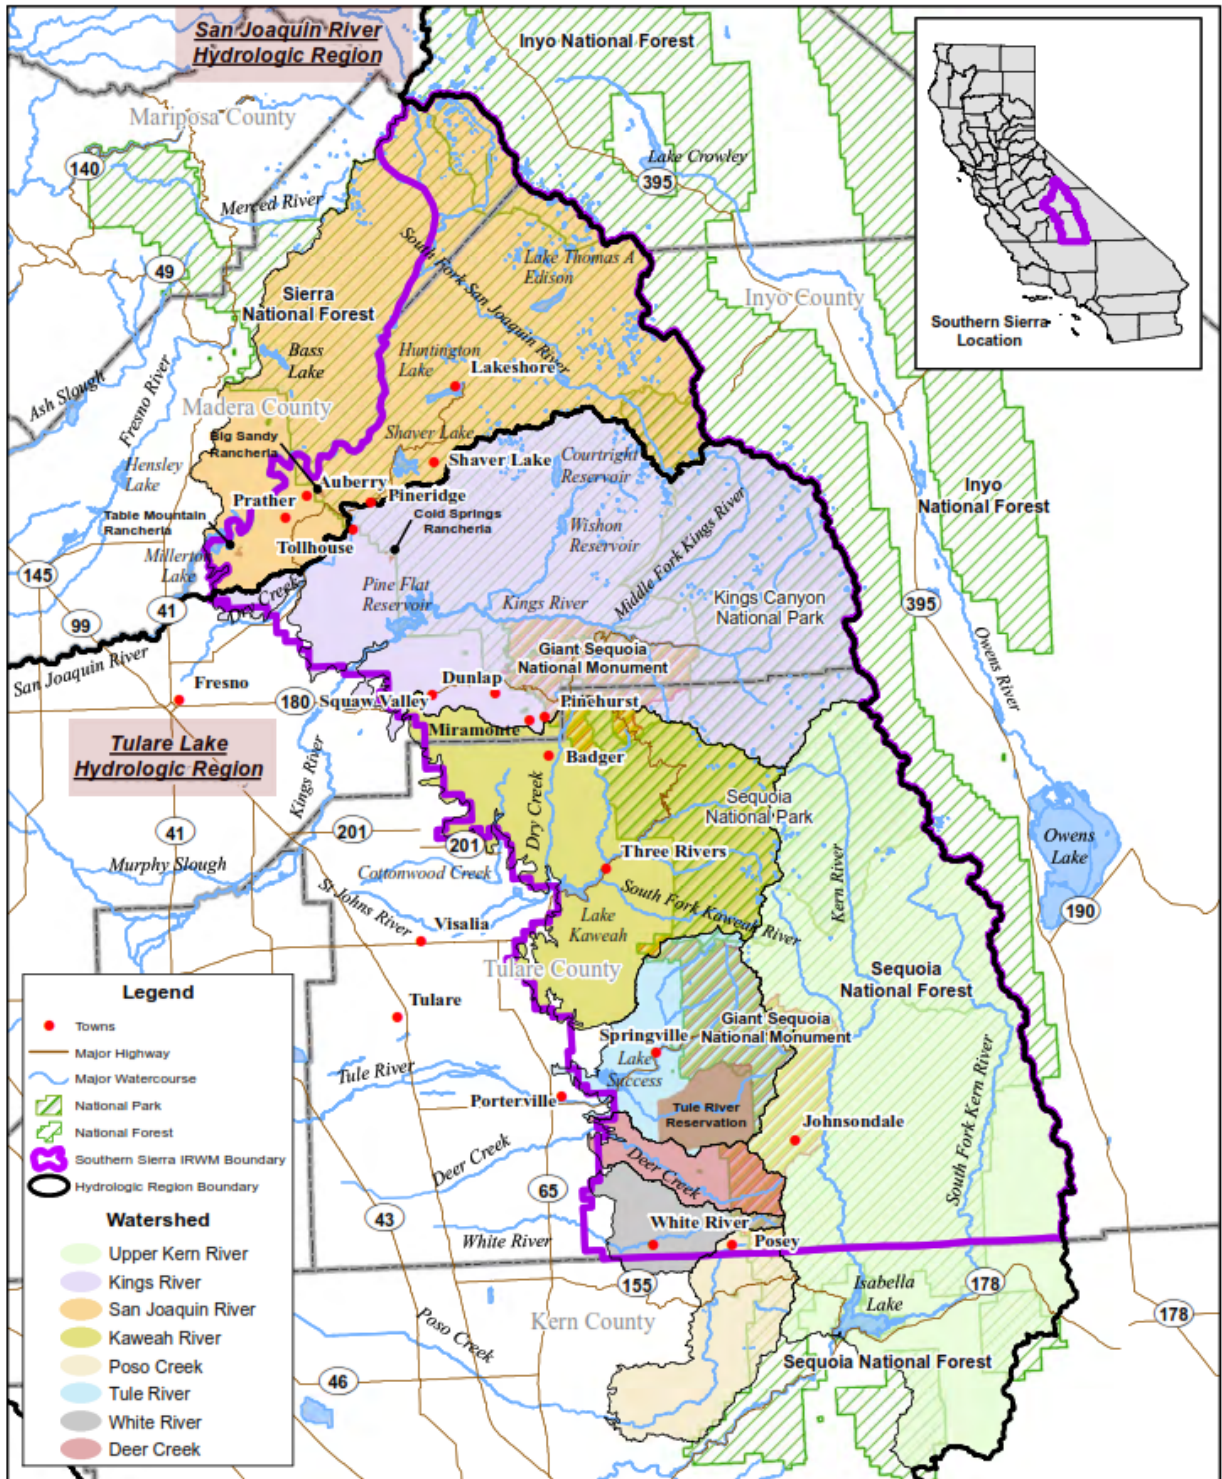 San Joaquin River
Hydrologic Region
Inyo National Forest
Mariposa County
140
Lake Crowley
395
Merced River
49
South Fork San Joaquin River
Lake Thomas A
Edison
Inyo County
Southern Sierra
Location
Sierra
National Forest
Bass
Lake
Huntington
Lake
Lakeshore
Ash Slough
Fresno River
Madera County
Big Sandy
Rancheria
Shaver Lake
Shaver Lake
Courtright
Reservoir
Hensley
Lake
Auberry
Prather
Pineridge
Cold Springs
Rancheria
Inyo
National Forest
Table Mountain
Rancheria
Tollhouse
Wishon
Reservoir
Middle Fork Kings River
Millerton
Lake
145
Pine Flat
Reservoir
Kings River
Kings Canyon
National Park
395
Dry Creek
41
99
San Joaquin River
Giant Sequoia
National Monument
Owens River
Fresno
180
Squaw Valley
Dunlap
Pinehurst
Miramonte
Tulare Lake
Hydrologic Region
Kings River
Badger
Sequoia
National Park
Dry Creek
41
201
201
Owens
Lake
Murphy Slough
Cottonwood Creek
Three Rivers
Kern River
St Johns River
South Fork Kaweah River
190
Visalia
Lake
Kaweah
Tulare County
Sequoia
National Forest
Legend
Towns
Major Highway
Major Watercourse
National Park
National Forest
Southern Sierra IRWM Boundary
Hydrologic Region Boundary
Watershed
Upper Kern River
Kings River
San Joaquin River
Kaweah River
Poso Creek
Tule River
White River
Deer Creek
Tulare
Giant Sequoia
National Monument
Springville
Lake
Success
Tule River
South Fork Kern River
Porterville
Tule River
Reservation
Johnsondale
Deer Creek
Deer Creek
65
43
White River
White River
Posey
155
Isabella
Lake
178
178
Kern County
Poso Creek
Sequoia National Forest
46